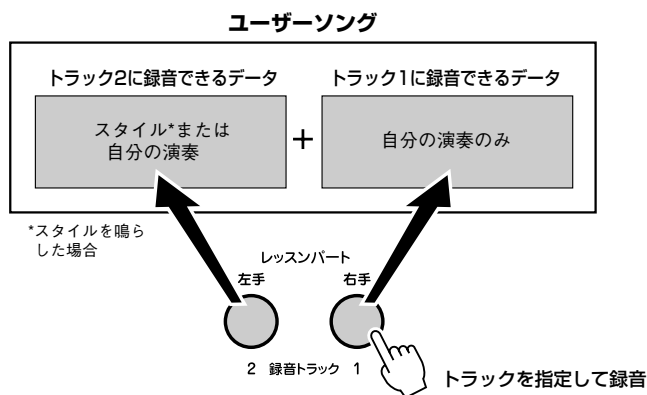 ユーザーソング
トラック2に録音できるデータ
トラック1に録音できるデータ
スタイル*または
自分の演奏
+
自分の演奏のみ
*スタイルを鳴ら
した場合
レッスンパート
左手
右手
2 録音トラック 1
トラックを指定して録音